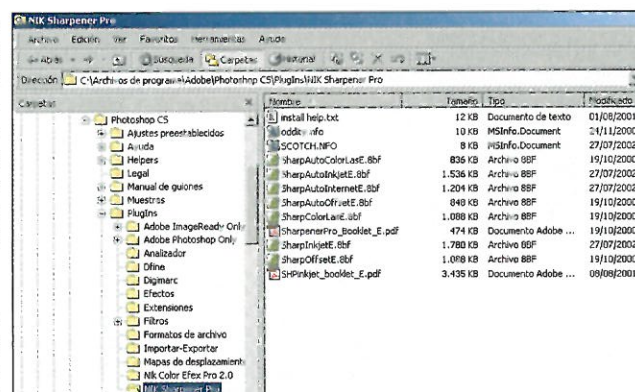 NIK Sharpener Pro
Archivo Edición Ver Favoritos Herramientas Ayuda
Atrás Búsqueda Carpetas Historial
Dirección C:\Archivos de programa\Adobe\Photoshop CS\PlugIns\NIK Sharpener Pro
Carpetas
Photoshop CS
Ajustes preestablecidos
Ayuda
Helpers
Legal
Manual de guiones
Muestras
PlugIns
Adobe ImageReady Only
Adobe Photoshop Only
Analizador
Dfine
Digimarc
Efectos
Extensiones
Filtros
Formatos de archivo
Importar-Exportar
Mapas de desplazamient
Nik Color Efex Pro 2.0
NIK Sharpener Pro
Nombre Tamaño Tipo Modificado
install help.txt 12 KB Documento de texto 01/08/2001
oddity.nfo 10 KB MSInfo.Document 24/11/2000
SCOTCH.NFO 8 KB MSInfo.Document 27/07/2002
SharpAutoColorLasE.8bf 836 KB Archivo 8BF 19/10/2000
SharpAutoInkjetE.8bf 1.536 KB Archivo 8BF 27/07/2002
SharpAutoInternetE.8bf 1.204 KB Archivo 8BF 27/07/2002
SharpAutoOffsetE.8bf 848 KB Archivo 8BF 19/10/2000
SharpColorLasE.8bf 1.088 KB Archivo 8BF 19/10/2000
SharpenerPro_Booklet_E.pdf 474 KB Documento Adobe ... 19/10/2000
SharpInkjetE.8bf 1.780 KB Archivo 8BF 27/07/2002
SharpOffsetE.8bf 1.088 KB Archivo 8BF 19/10/2000
SHPinkjet_booklet_E.pdf 3.435 KB Documento Adobe ... 08/08/2001